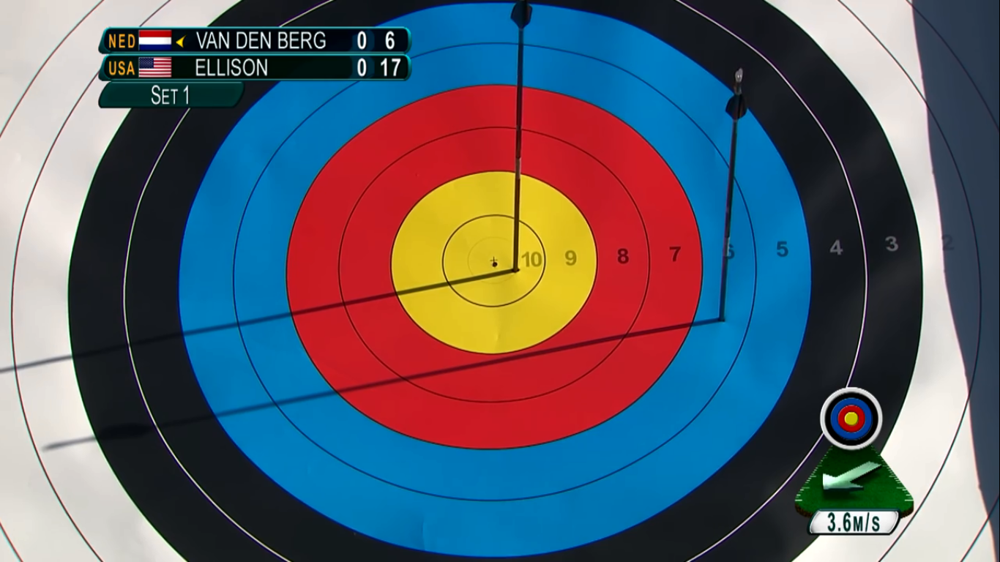 NED VAN DEN BERG 0 6
USA ELLISON 0 17
SET 1
10 9 8 7 6 5 4 3 2
3.6M/S